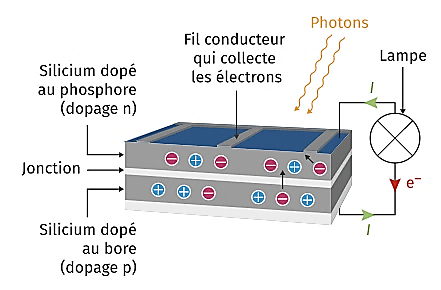 Photons
Fil conducteur
qui collecte
les électrons
Lampe
Silicium dopé
au phosphore
(dopage n)
I
Jonction
e⁻
Silicium dopé
au bore
(dopage p)
I
− + − − + −
+ + − + − +